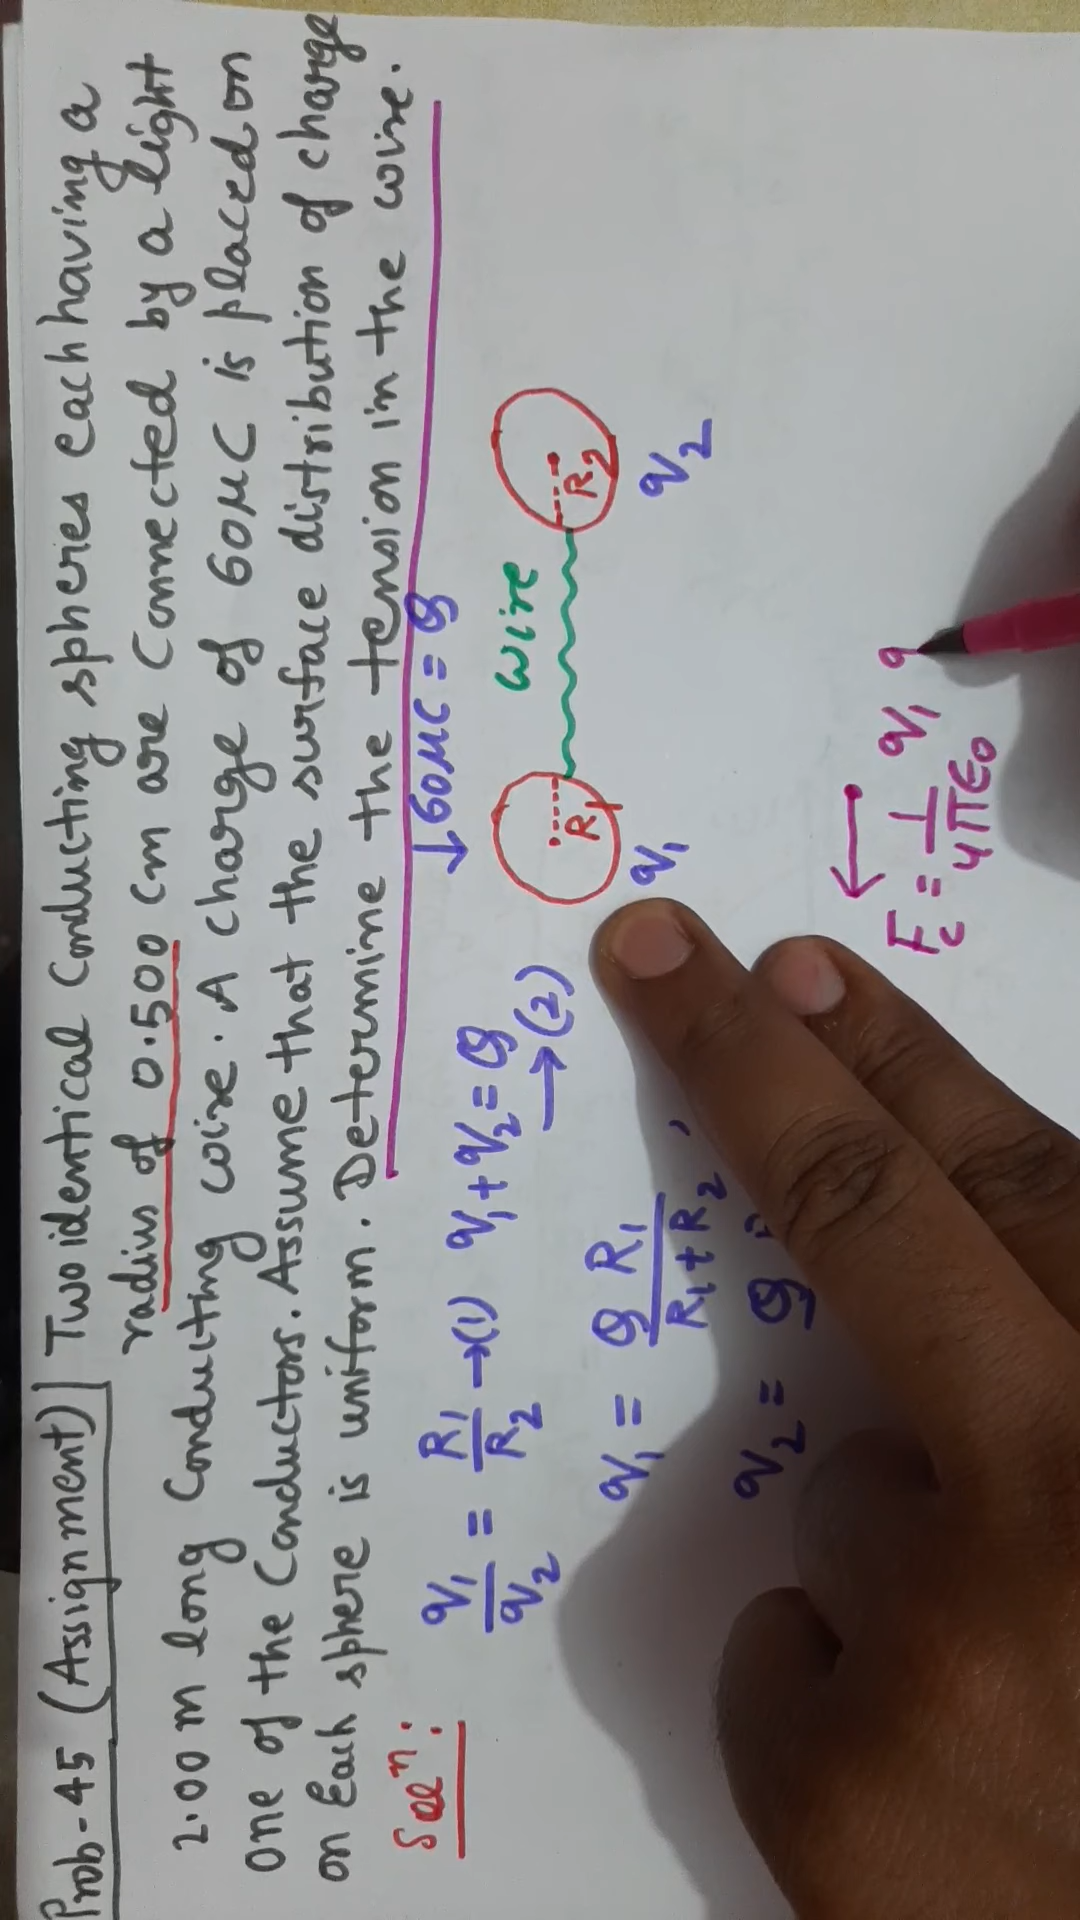 Prob-45 (Assignment) Two identical Conducting spheres each having a
radius of 0.500 cm are Connected by a light
2.00 m long Conducting wire. A charge of 60μC is placed on
one of the Conductors. Assume that the surface distribution of charge
on Each sphere is uniform. Determine the tension in the wire.
Solⁿ:
q₁/q₂ = R₁/R₂ →(1) q₁+q₂=Q
→(2)
↓60μC = Q
wire
R₁ R₂
q₁ q₂
q₁ = Q R₁/R₁+R₂ ,
q₂ = Q
←
F_c = 1/4πε₀ q₁ q